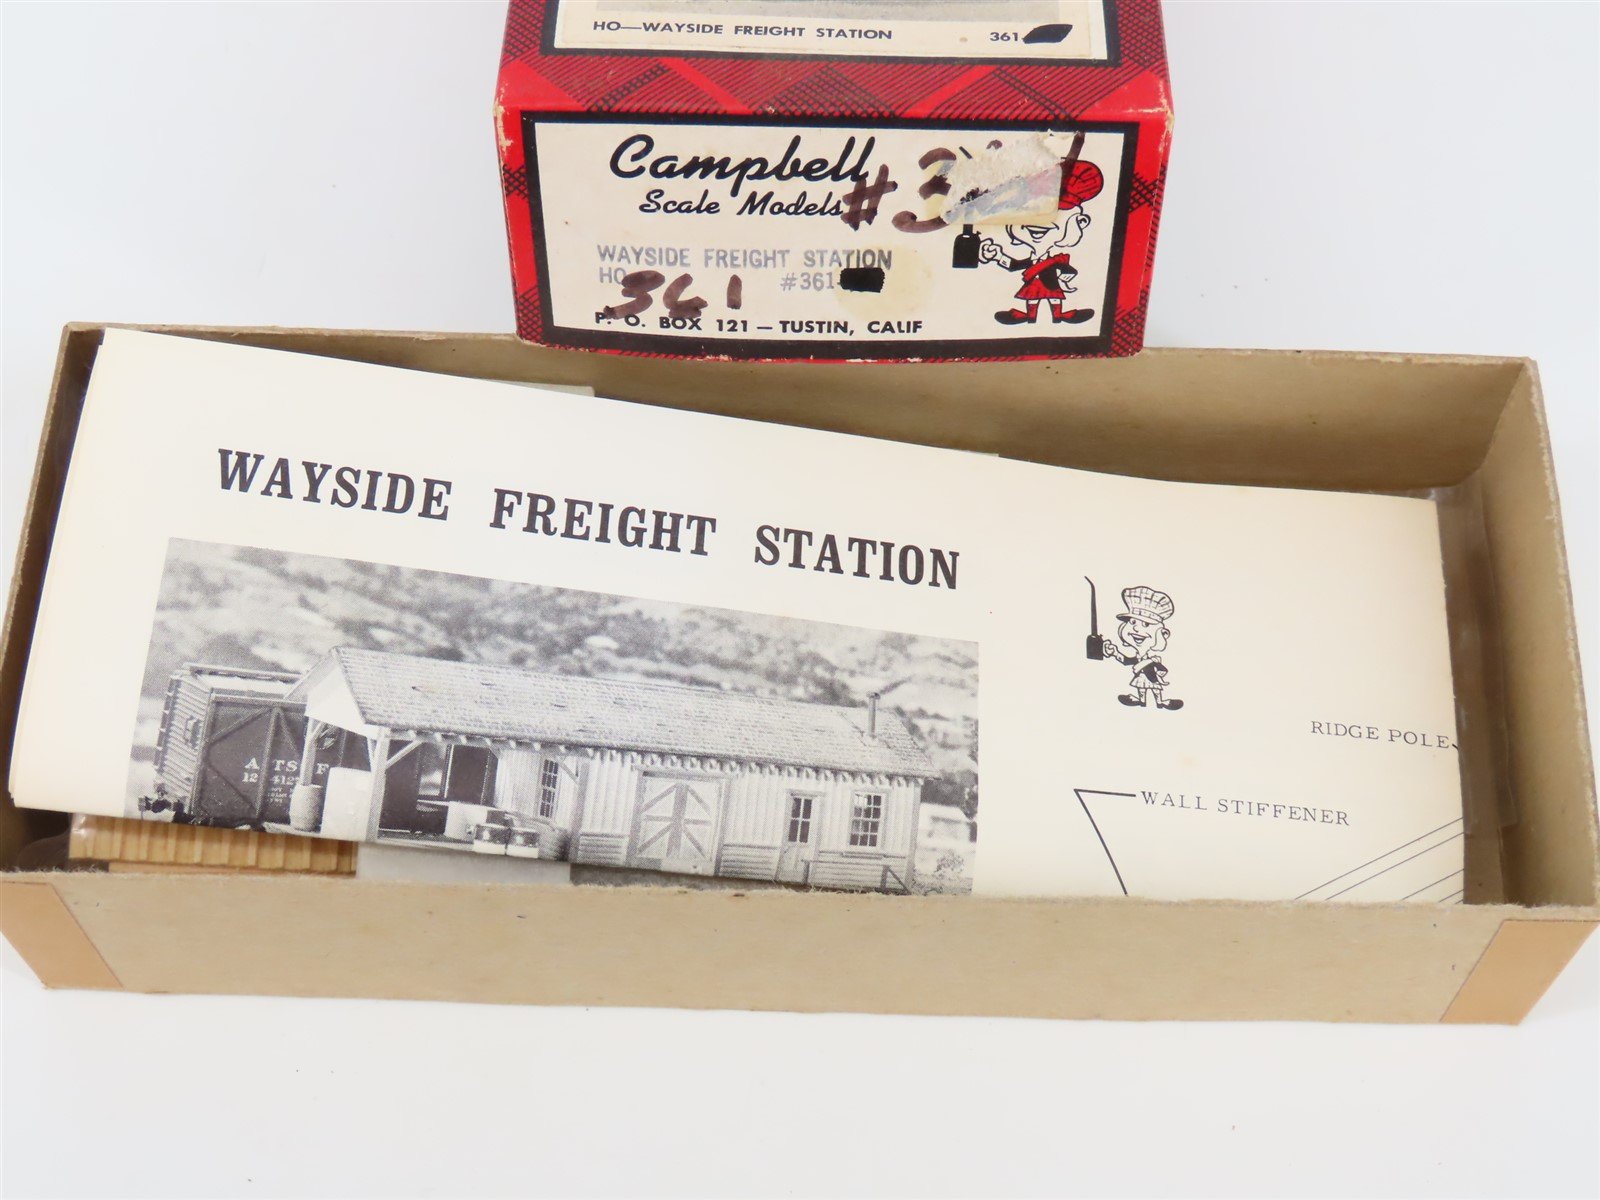 HO—WAYSIDE FREIGHT STATION 361-
Campbell
Scale Models
WAYSIDE FREIGHT STATION
HO #361-
361
P. O. BOX 121 — TUSTIN, CALIF
WAYSIDE FREIGHT STATION
RIDGE POLE
WALL STIFFENER